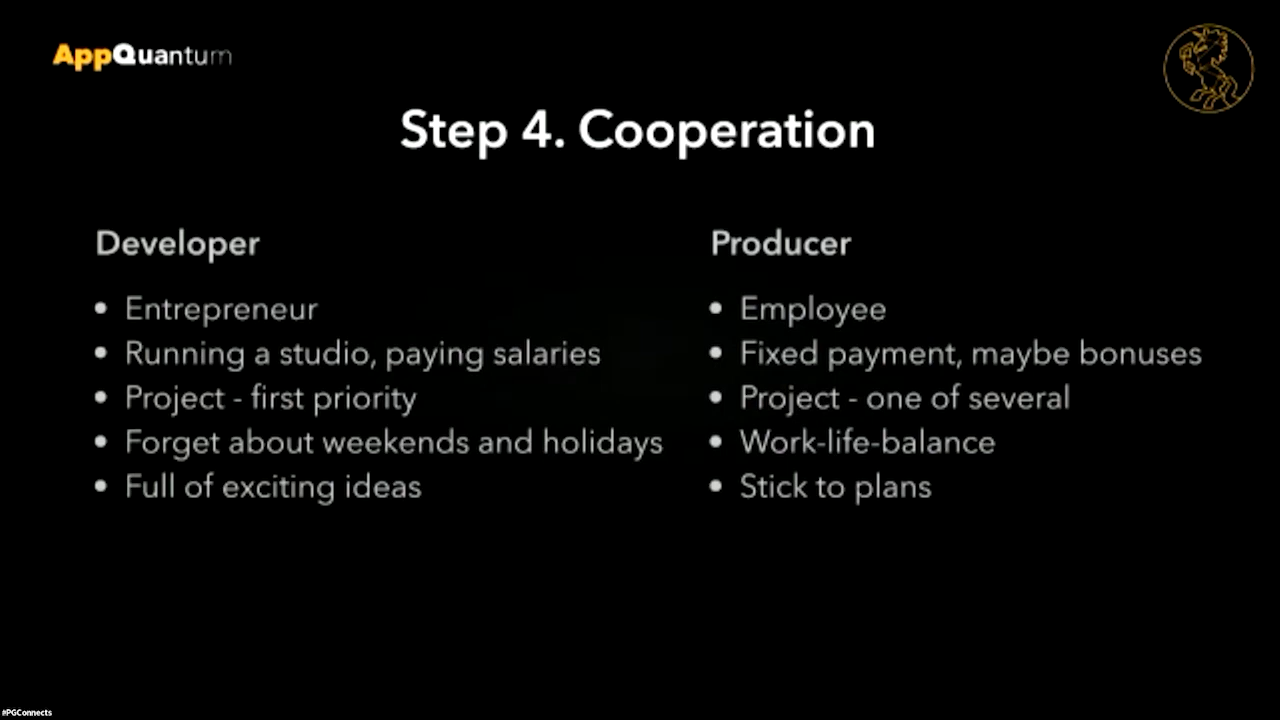 AppQuantum
Step 4. Cooperation
Developer
• Entrepreneur
• Running a studio, paying salaries
• Project - first priority
• Forget about weekends and holidays
• Full of exciting ideas
Producer
• Employee
• Fixed payment, maybe bonuses
• Project - one of several
• Work-life-balance
• Stick to plans
#PGConnects